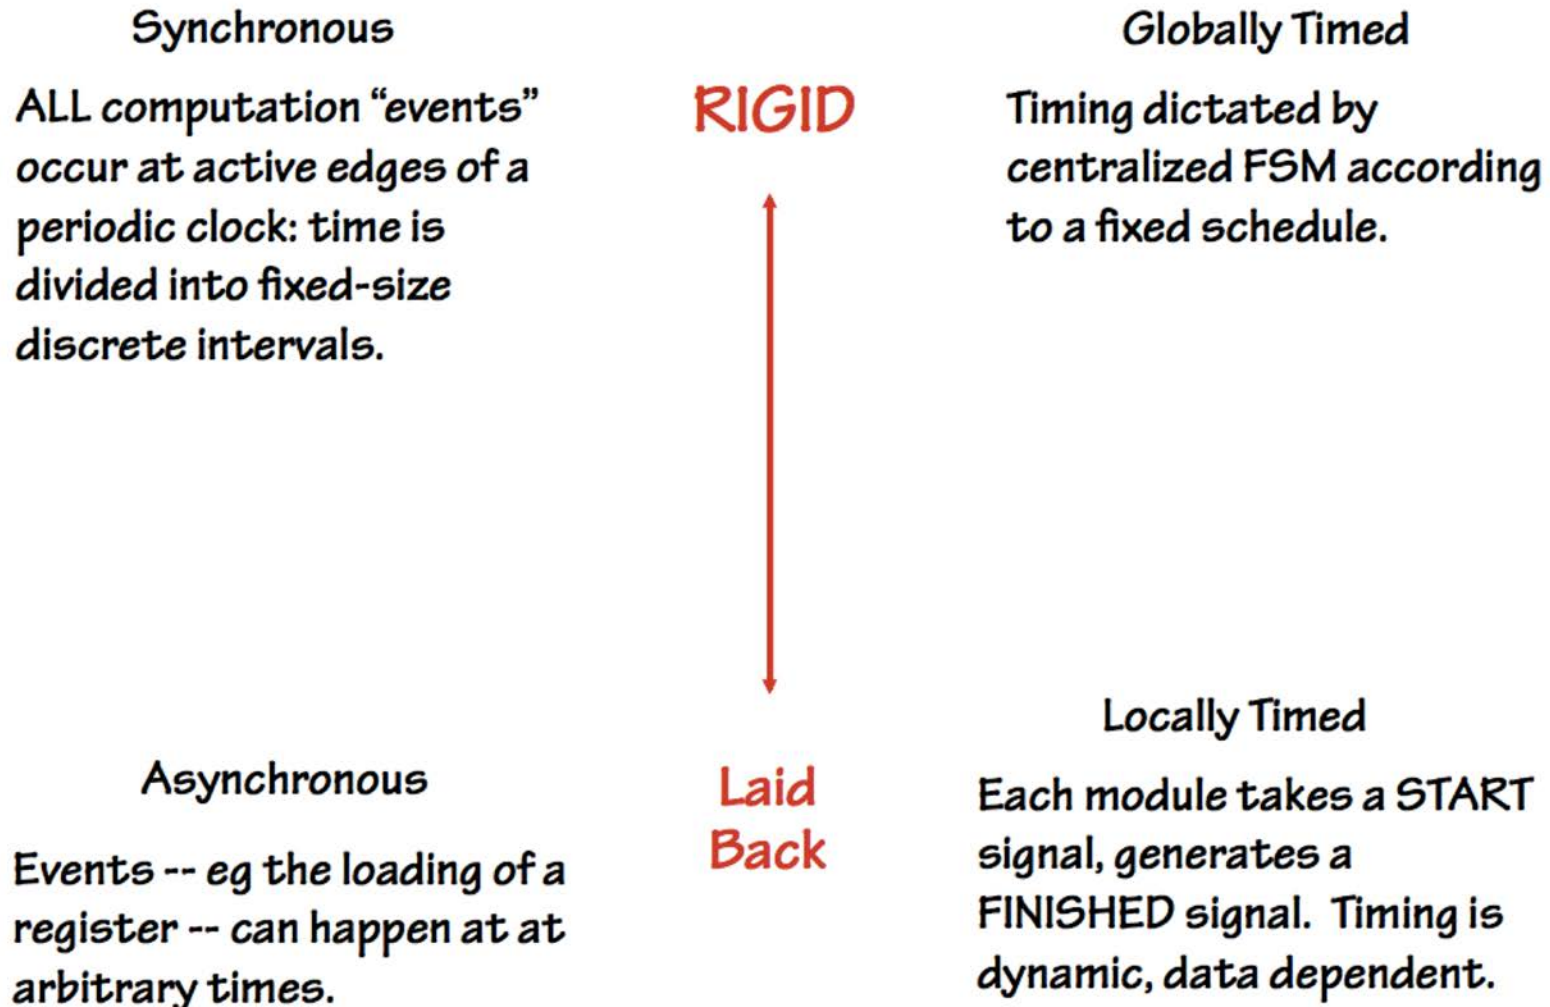 Synchronous
ALL computation “events”
occur at active edges of a
periodic clock: time is
divided into fixed-size
discrete intervals.
RIGID
Globally Timed
Timing dictated by
centralized FSM according
to a fixed schedule.
Asynchronous
Events -- eg the loading of a
register -- can happen at at
arbitrary times.
Laid
Back
Locally Timed
Each module takes a START
signal, generates a
FINISHED signal.  Timing is
dynamic, data dependent.